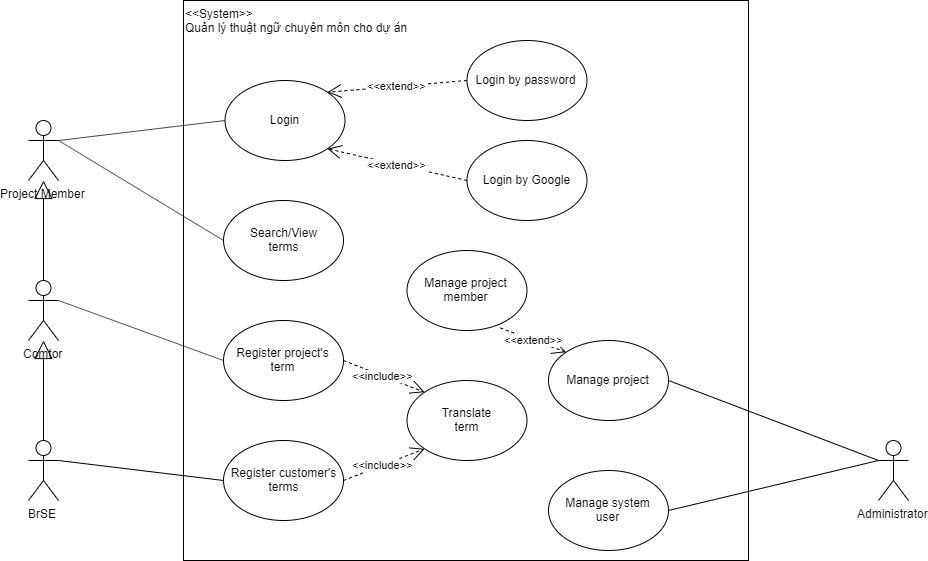 <<System>>
Quản lý thuật ngữ chuyên môn cho dự án
Login by password
<<extend>>
Login
<<extend>>
Login by Google
Project Member
Search/View
terms
Manage project
member
<<extend>>
Comtor
Register project's
term
<<include>>
Manage project
Translate
term
<<include>>
Register customer's
terms
Manage system
user
BrSE
Administrator